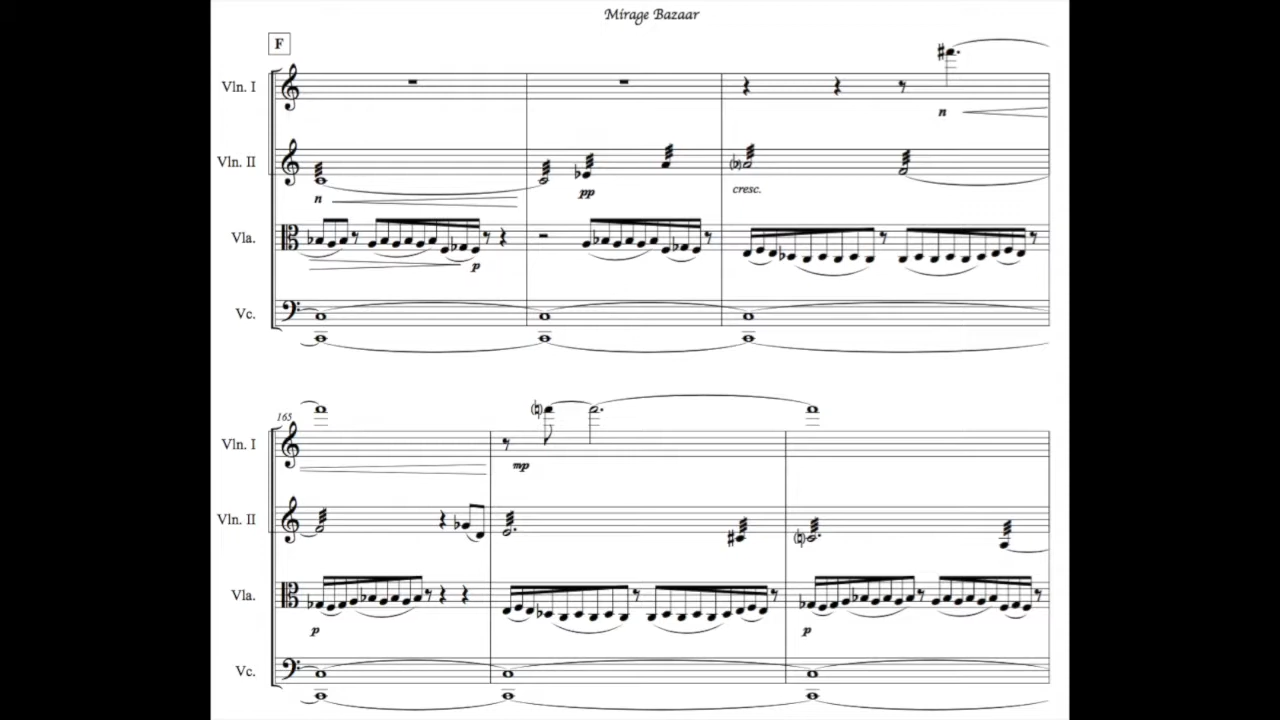 Mirage Bazaar
F
Vln. I
n
Vln. II
n
pp
cresc.
Vla.
p
Vc.
165
Vln. I
mp
Vln. II
Vla.
p
p
Vc.